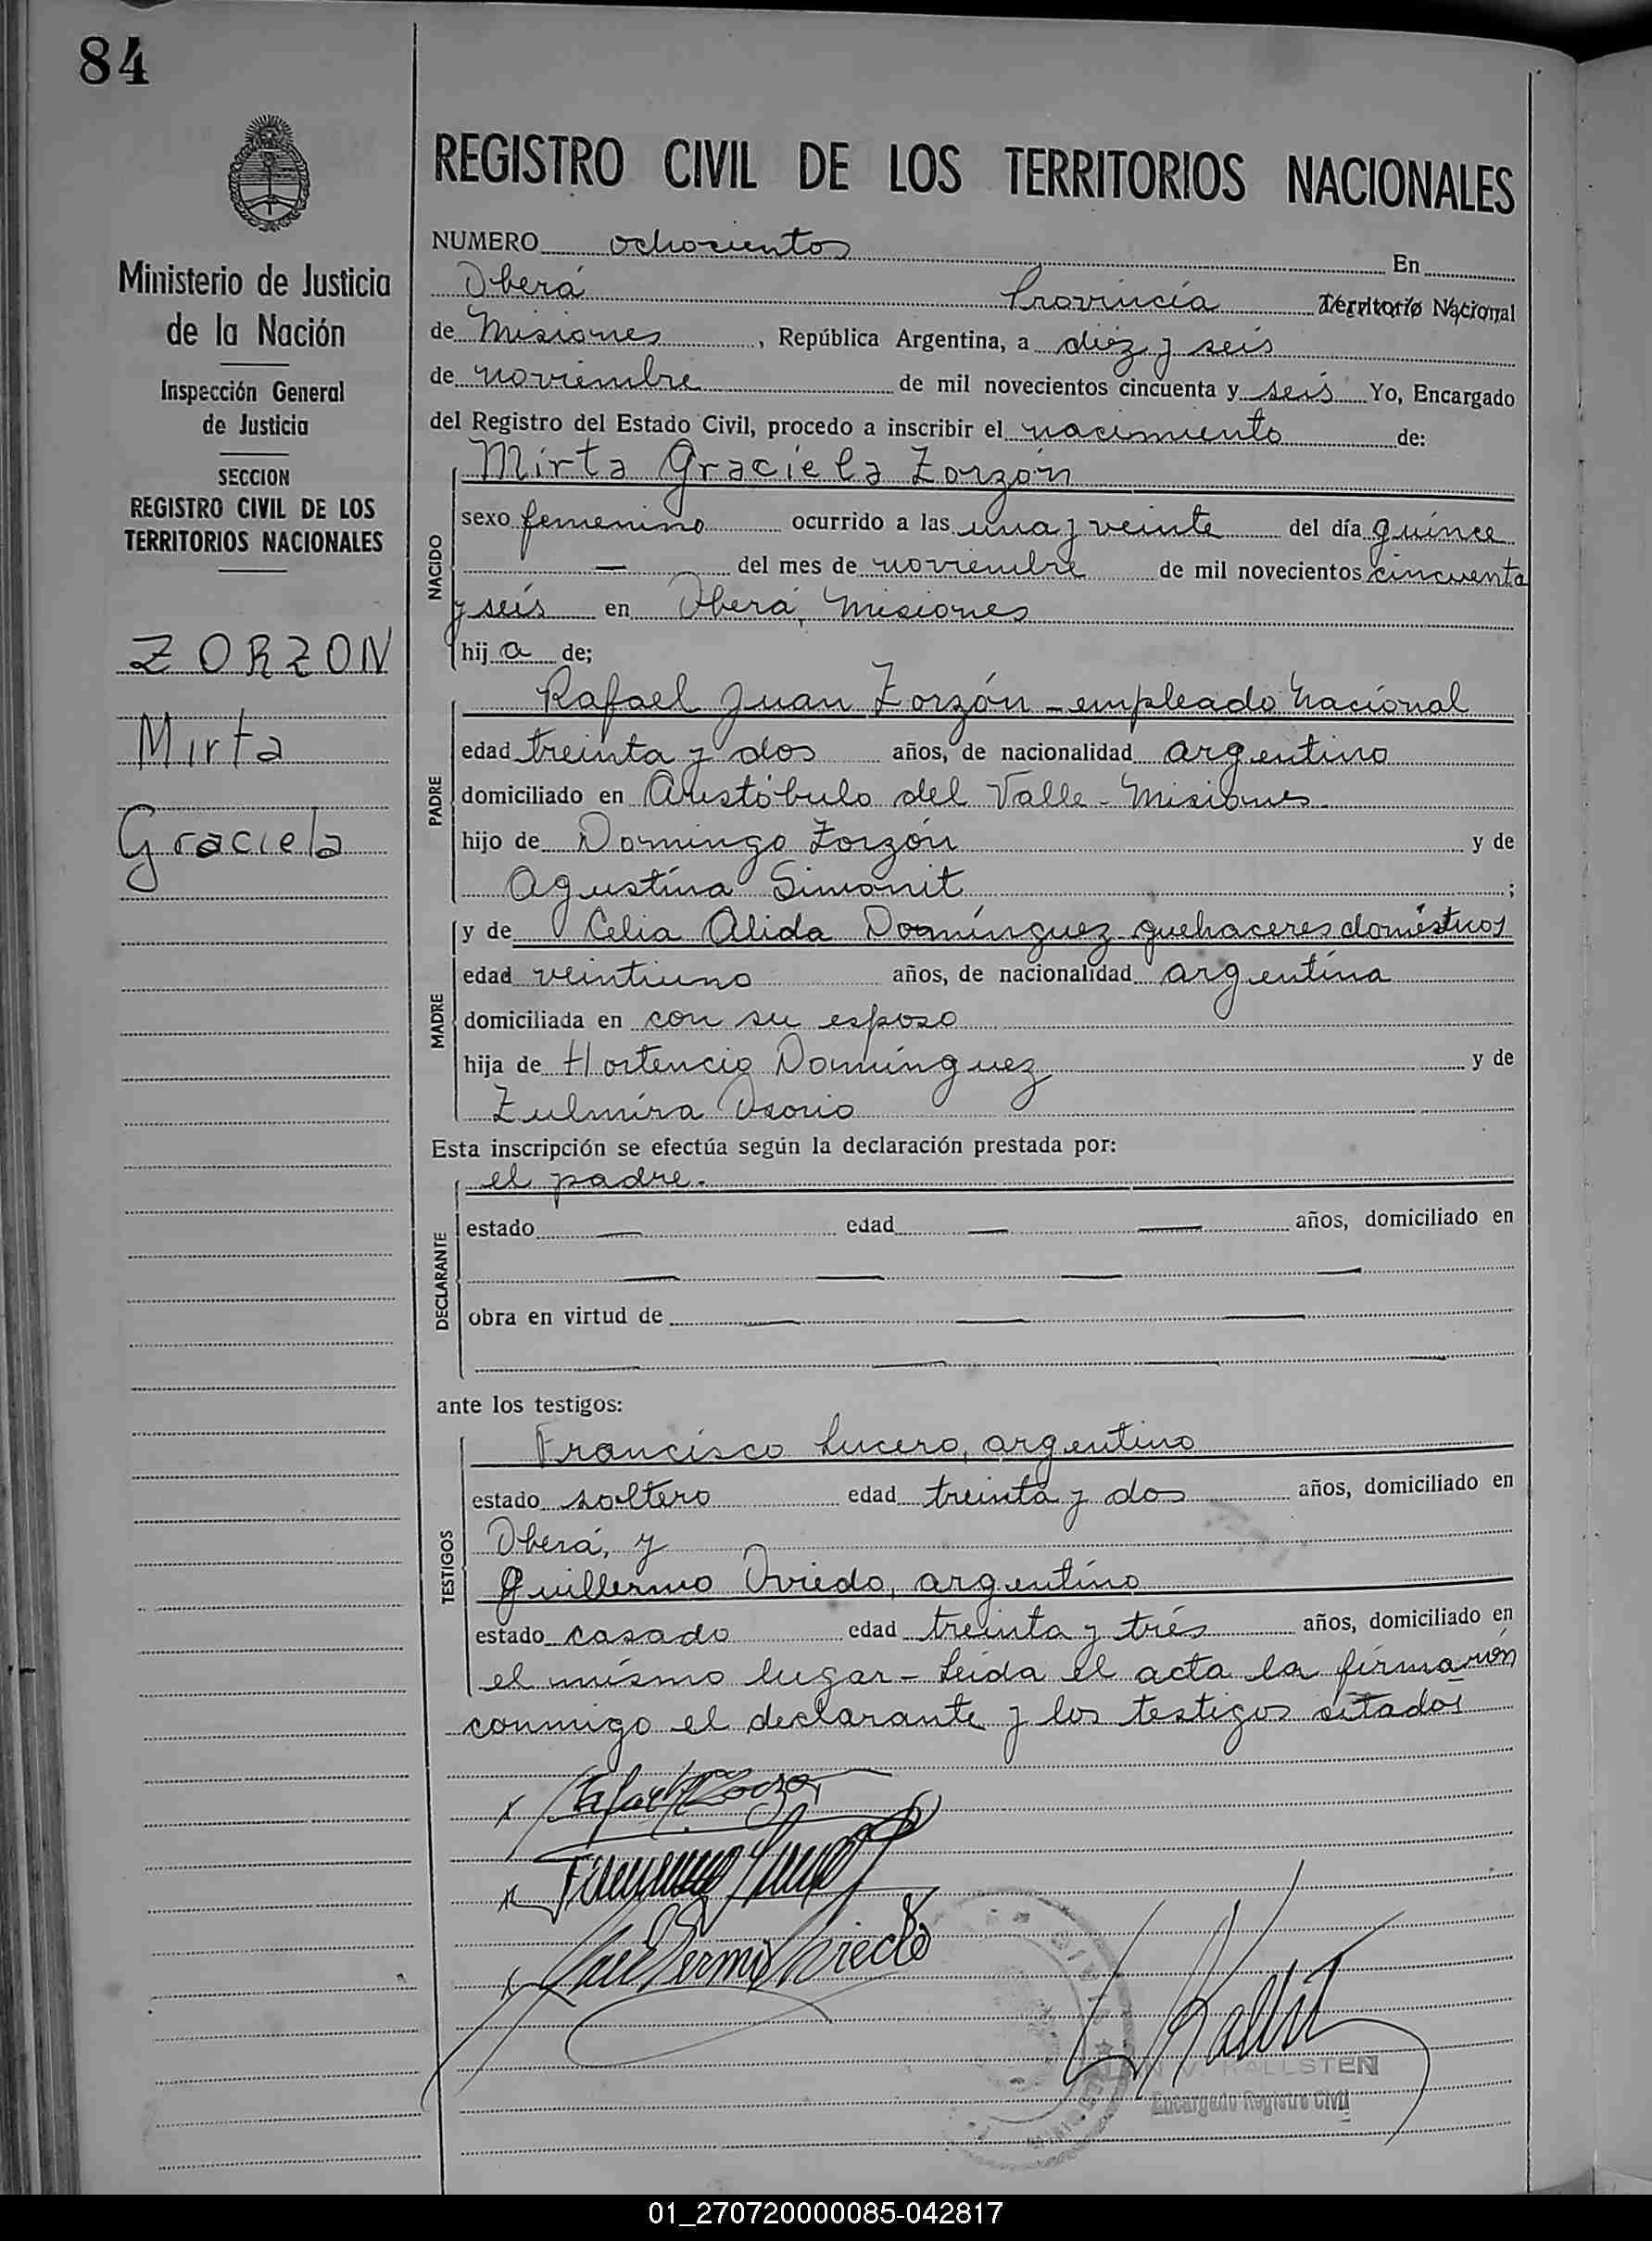 84
Ministerio de Justicia
de la Nación
Inspección General
de Justicia
SECCION
REGISTRO CIVIL DE LOS
TERRITORIOS NACIONALES
ZORZON
Mirta
Graciela
REGISTRO CIVIL DE LOS TERRITORIOS NACIONALES
NUMERO ochocientos En
Oberá Provincia Territorio Nacional
de Misiones, República Argentina, a diez y seis
de noviembre de mil novecientos cincuenta y seis Yo, Encargado
del Registro del Estado Civil, procedo a inscribir el nacimiento de:
NACIDO
Mirta Graciela Zorzón
sexo femenino ocurrido a las una y veinte del día quince
— del mes de noviembre de mil novecientos cincuenta
y seis en Oberá, Misiones
hija de;
PADRE
Rafael Juan Zorzón - empleado Nacional
edad treinta y dos años, de nacionalidad argentino
domiciliado en Aristóbulo del Valle - Misiones
hijo de Domingo Zorzón y de
Agustina Simonit ;
MADRE
y de Celia Alida Domínguez quehaceres domésticos
edad veintiuno años, de nacionalidad argentina
domiciliada en con su esposo
hija de Hortencio Domínguez y de
Zulmira Osorio
Esta inscripción se efectúa según la declaración prestada por:
DECLARANTE
el padre.
estado — edad — — años, domiciliado en
— — — —
obra en virtud de — — —
— — — —
ante los testigos:
TESTIGOS
Francisco Lucero, argentino
estado soltero edad treinta y dos años, domiciliado en
Oberá, y
Guillermo Oviedo, argentino
estado casado edad treinta y trés años, domiciliado en
el mismo lugar - Leída el acta la firmarón
conmigo el declarante y los testigos citados
Guillermo Oviedo
KALLSTEN
Encargado Registro Civil
01_270720000085-042817